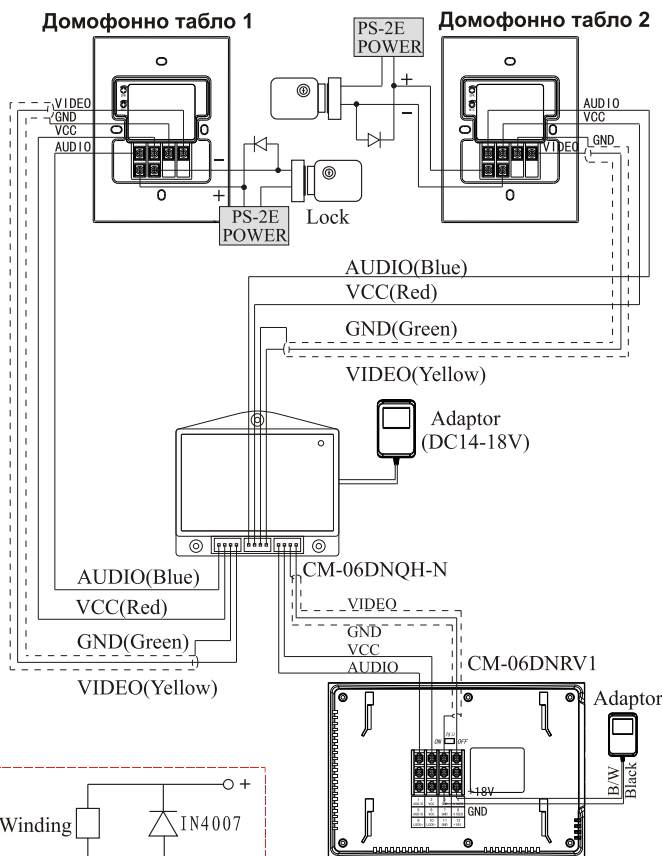 Домофонно табло 1
PS-2E
POWER
Домофонно табло 2
VIDEO
GND
VCC
AUDIO
+
−
AUDIO
VCC
GND
VIDEO
−
+
PS-2E
POWER
Lock
AUDIO(Blue)
VCC(Red)
GND(Green)
VIDEO(Yellow)
Adaptor
(DC14-18V)
CM-06DNQH-N
AUDIO(Blue)
VCC(Red)
GND(Green)
VIDEO(Yellow)
VIDEO
GND
VCC
AUDIO
CM-06DNRV1
Adaptor
ON
OFF
+18V
GND
B/W
Black
+
Winding
IN4007